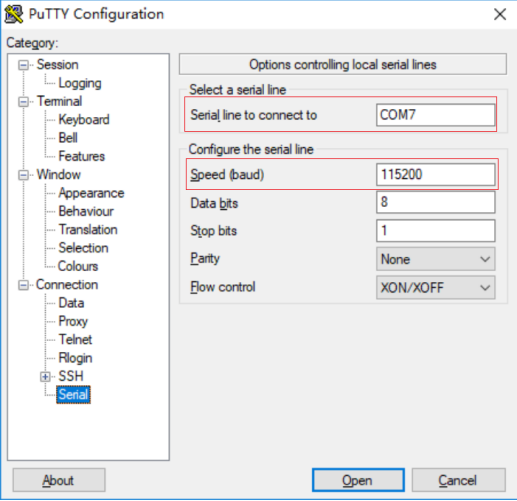 PuTTY Configuration
Category:
Session
Logging
Terminal
Keyboard
Bell
Features
Window
Appearance
Behaviour
Translation
Selection
Colours
Connection
Data
Proxy
Telnet
Rlogin
SSH
Serial
Options controlling local serial lines
Select a serial line
Serial line to connect to COM7
Configure the serial line
Speed (baud) 115200
Data bits 8
Stop bits 1
Parity None
Flow control XON/XOFF
About Open Cancel